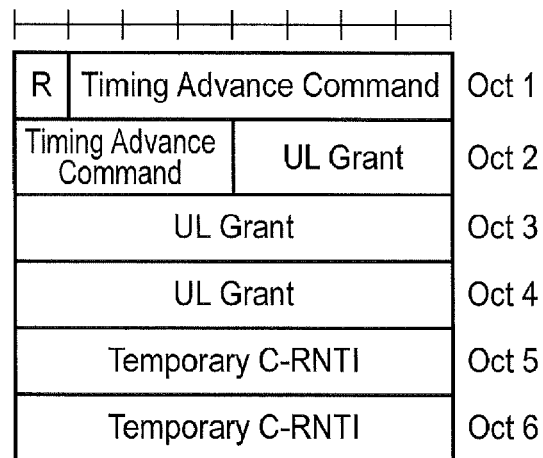 R Timing Advance Command Oct 1
Timing Advance
Command UL Grant Oct 2
UL Grant Oct 3
UL Grant Oct 4
Temporary C-RNTI Oct 5
Temporary C-RNTI Oct 6